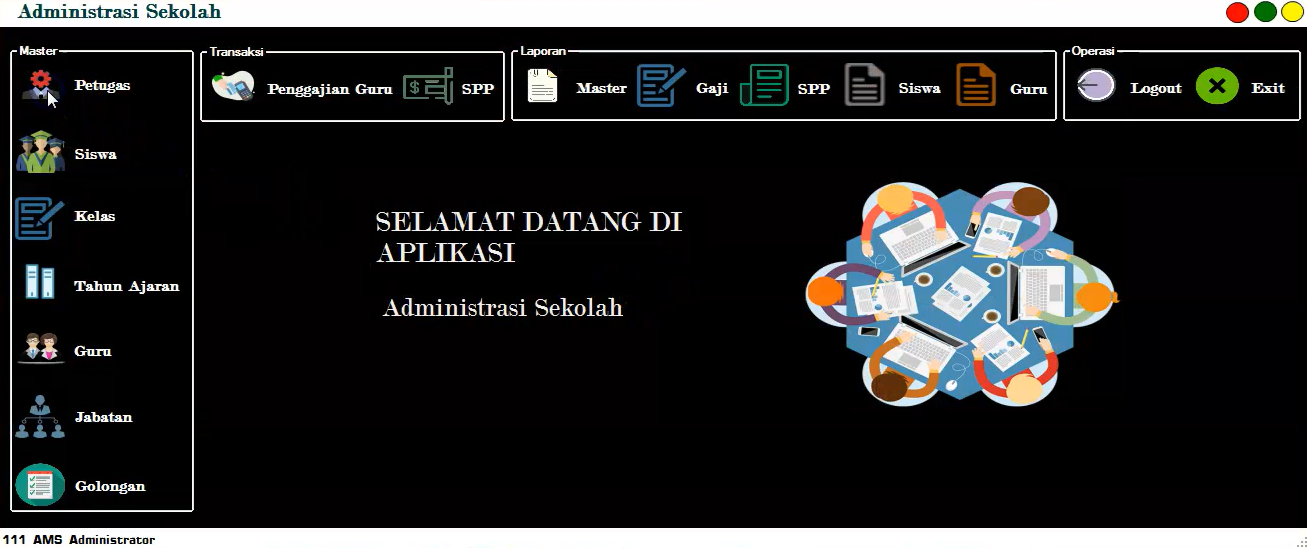 Administrasi Sekolah
Master
Petugas
Siswa
Kelas
Tahun Ajaran
Guru
Jabatan
Golongan
Transaksi
Penggajian Guru
SPP
Laporan
Master
Gaji
SPP
Siswa
Guru
Operasi
Logout
Exit
SELAMAT DATANG DI
APLIKASI
Administrasi Sekolah
111 AMS Administrator